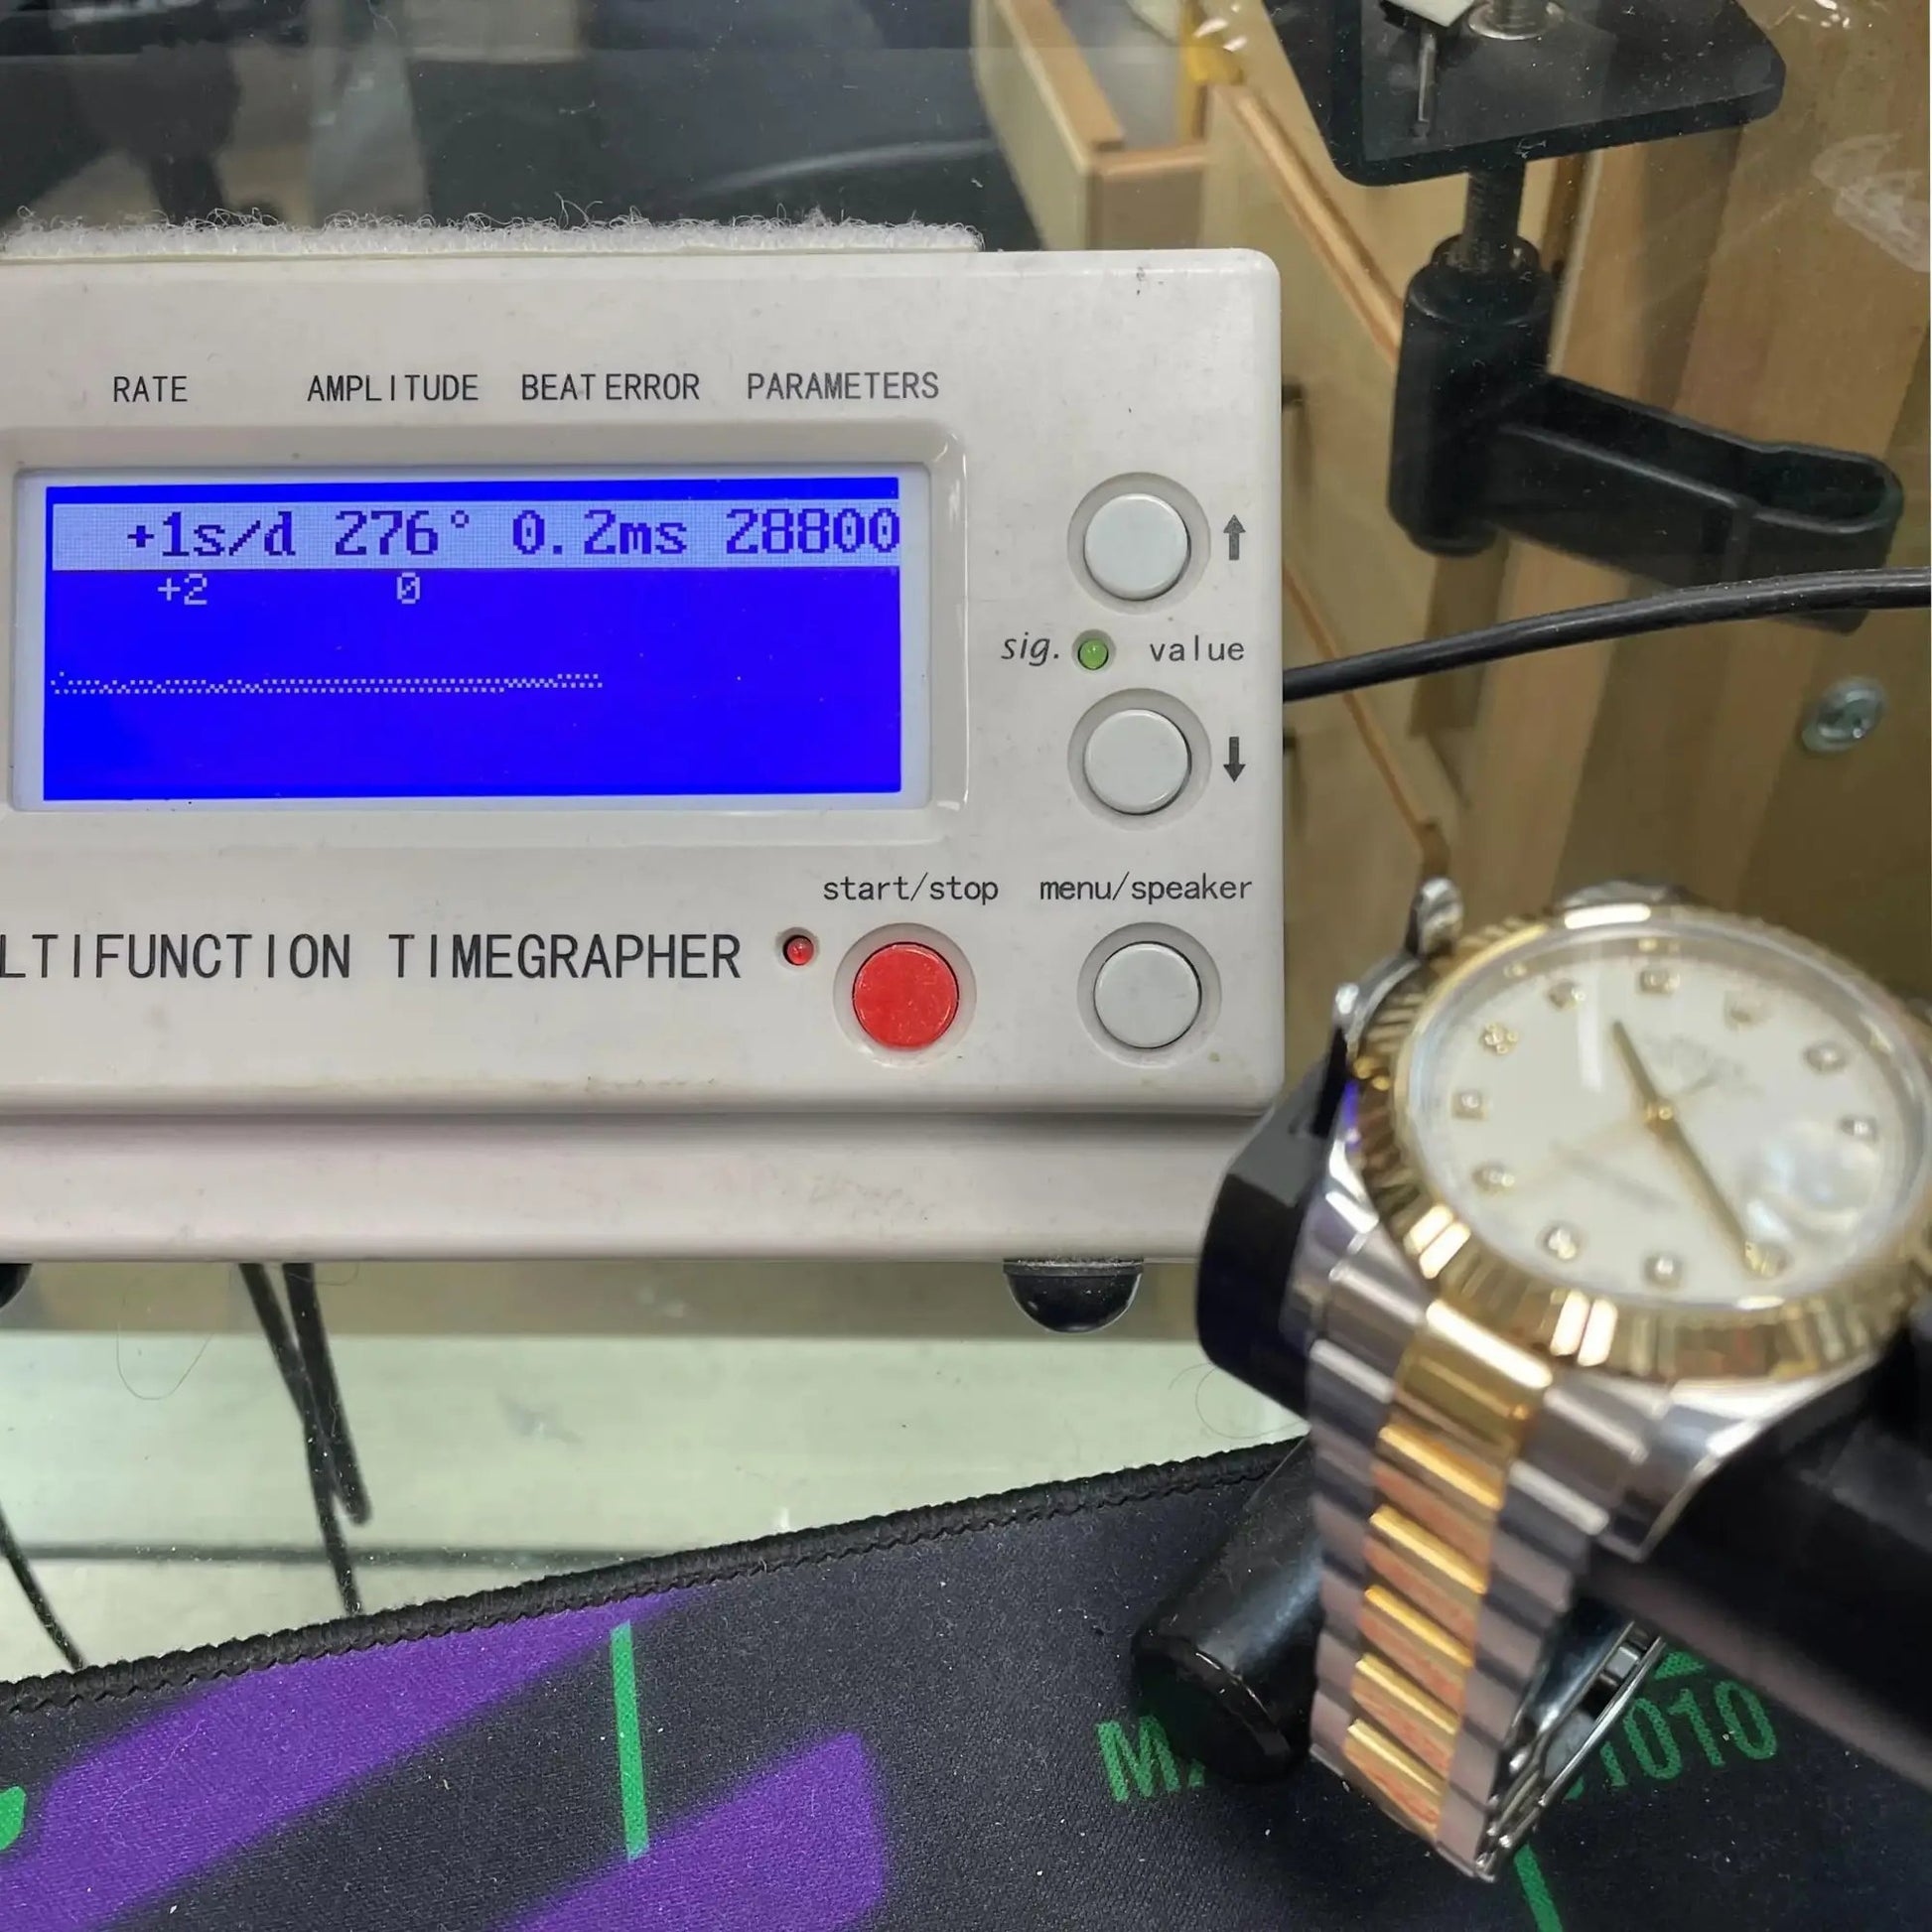 RATE AMPLITUDE BEAT ERROR PARAMETERS
+1s/d 276° 0.2ms 28800
+2 0
sig. value
start/stop menu/speaker
LTIFUNCTION TIMEGRAPHER
1010